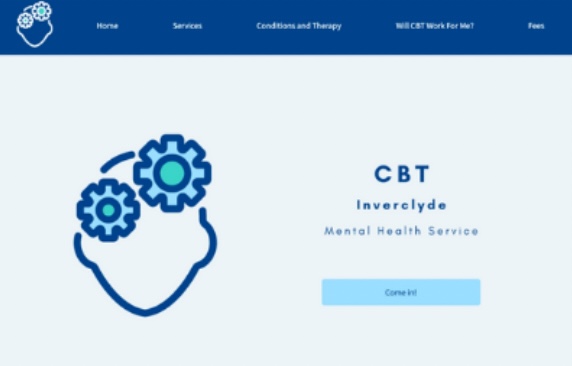 Home
Services
Conditions and Therapy
Will CBT Work For Me?
Fees
CBT
Inverclyde
Mental Health Service
Come in!